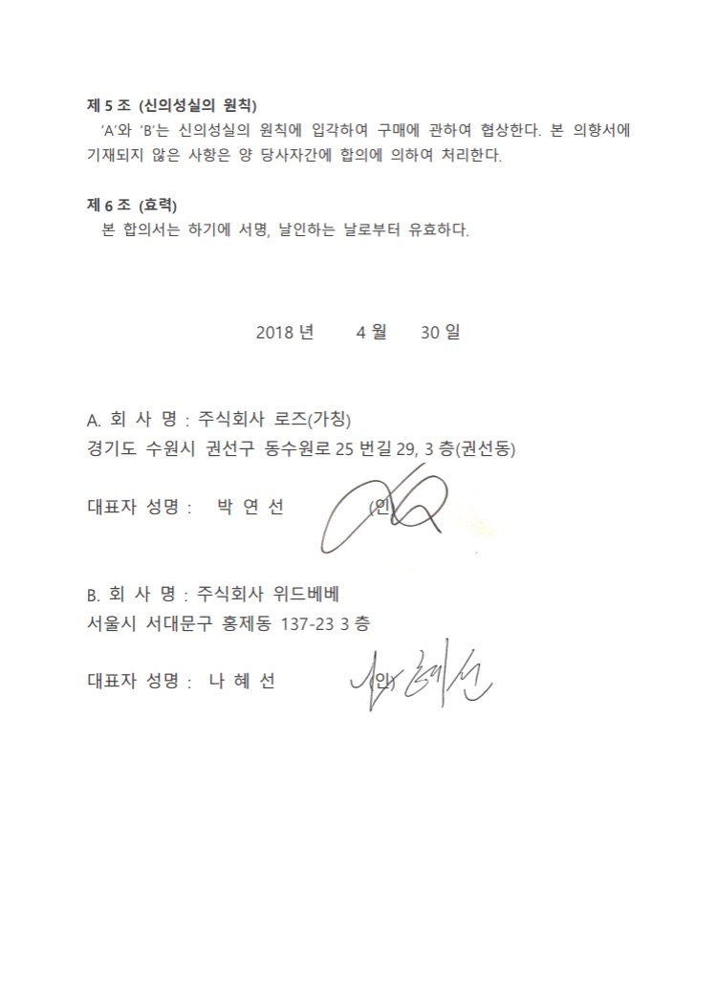 제 5 조 (신의성실의 원칙)
'A'와 'B'는 신의성실의 원칙에 입각하여 구매에 관하여 협상한다. 본 의향서에
기재되지 않은 사항은 양 당사자간에 합의에 의하여 처리한다.
제 6 조 (효력)
본 합의서는 하기에 서명, 날인하는 날로부터 유효하다.
2018 년 4 월 30 일
A. 회 사 명 : 주식회사 로즈(가칭)
경기도 수원시 권선구 동수원로 25 번길 29, 3 층(권선동)
대표자 성명 : 박 연 선 (인)
B. 회 사 명 : 주식회사 위드베베
서울시 서대문구 홍제동 137-23 3 층
대표자 성명 : 나 혜 선 (인) 나혜선